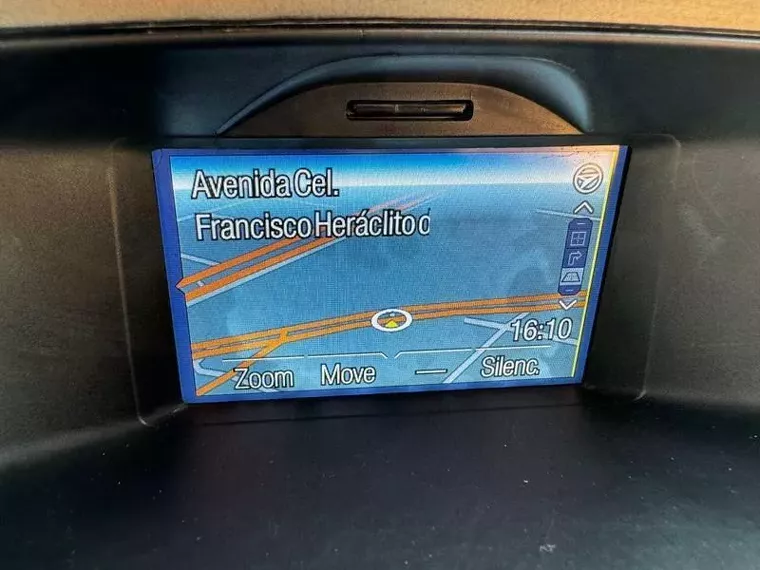 Avenida Cel.
Francisco Heráclito d
16:10
Zoom Move — Silenc.